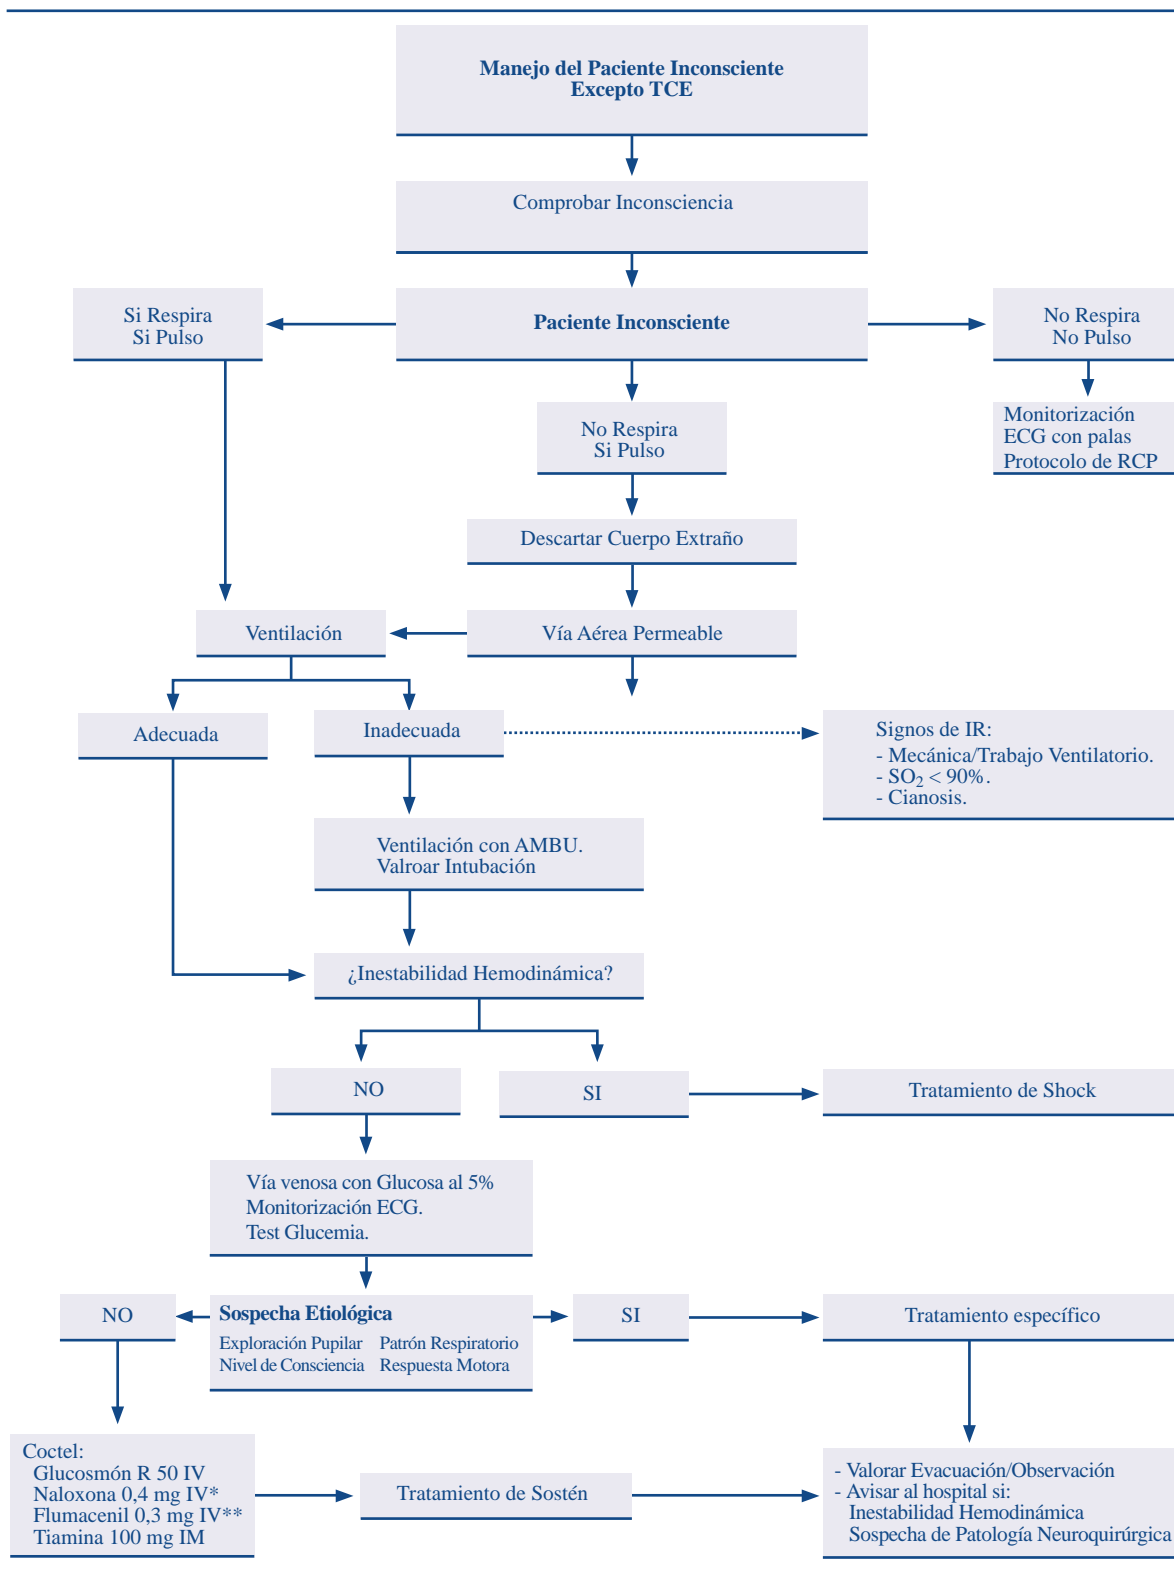 Manejo del Paciente Inconsciente
Excepto TCE
Comprobar Inconsciencia
Si Respira
Si Pulso
Paciente Inconsciente
No Respira
No Pulso
No Respira
Si Pulso
Monitorización
ECG con palas
Protocolo de RCP
Descartar Cuerpo Extraño
Ventilación
Vía Aérea Permeable
Adecuada
Inadecuada
Signos de IR:
- Mecánica/Trabajo Ventilatorio.
- SO₂ < 90%.
- Cianosis.
Ventilación con AMBU.
Valroar Intubación
¿Inestabilidad Hemodinámica?
NO
SI
Tratamiento de Shock
Vía venosa con Glucosa al 5%
Monitorización ECG.
Test Glucemia.
NO
Sospecha Etiológica
Exploración Pupilar Patrón Respiratorio
Nivel de Consciencia Respuesta Motora
SI
Tratamiento específico
Coctel:
Glucosmón R 50 IV
Naloxona 0,4 mg IV*
Flumacenil 0,3 mg IV**
Tiamina 100 mg IM
Tratamiento de Sostén
- Valorar Evacuación/Observación
- Avisar al hospital si:
Inestabilidad Hemodinámica
Sospecha de Patología Neuroquirúrgica